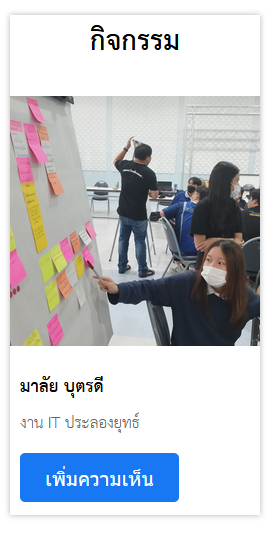 กิจกรรม
มาลัย บุตรดี
งาน IT ประลองยุทธ์
เพิ่มความเห็น